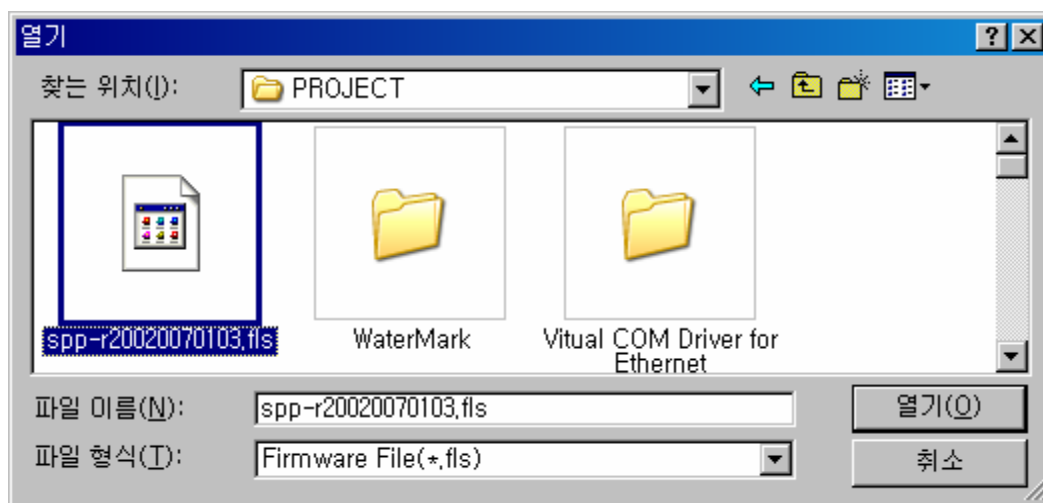 열기
찾는 위치(I):
PROJECT
spp-r20020070103.fls
WaterMark
Vitual COM Driver for
Ethernet
파일 이름(N):
spp-r20020070103.fls
열기(O)
파일 형식(T):
Firmware File(*.fls)
취소